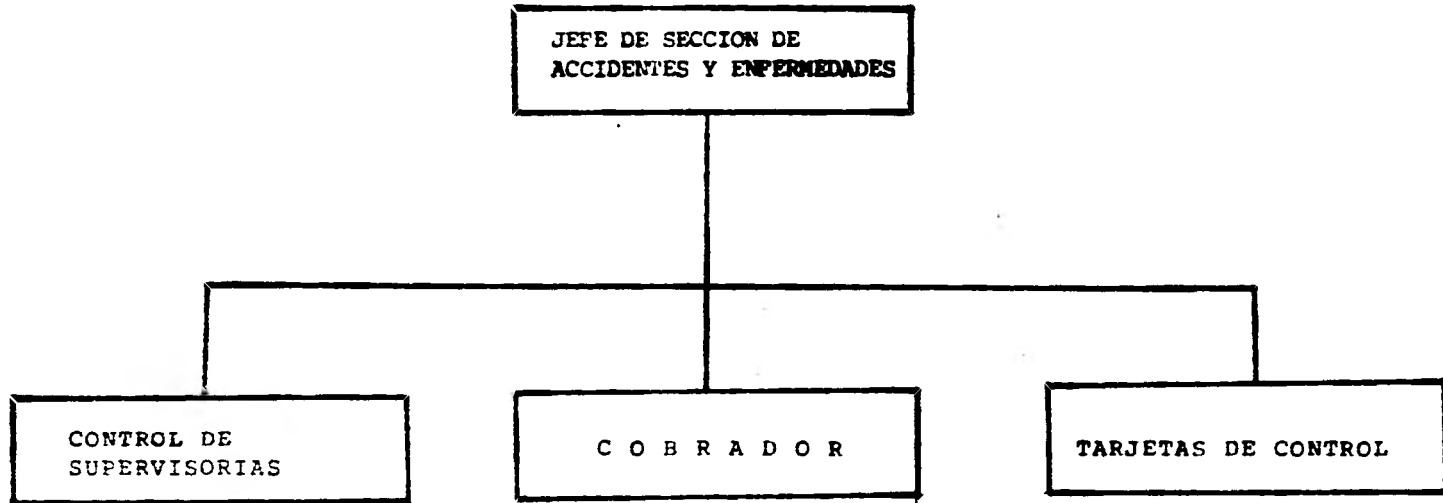 JEFE DE SECCION DE
ACCIDENTES Y ENFERMEDADES
CONTROL DE
SUPERVISORIAS
C O B R A D O R
TARJETAS DE CONTROL